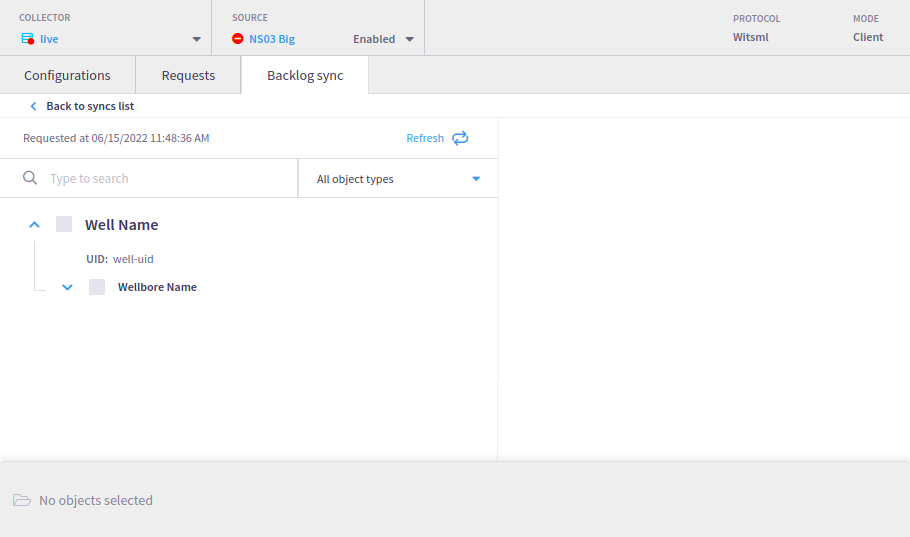 COLLECTOR
live
SOURCE
NS03 Big
Enabled
PROTOCOL
Witsml
MODE
Client
Configurations
Requests
Backlog sync
Back to syncs list
Requested at 06/15/2022 11:48:36 AM
Refresh
Type to search
All object types
Well Name
UID: well-uid
Wellbore Name
No objects selected